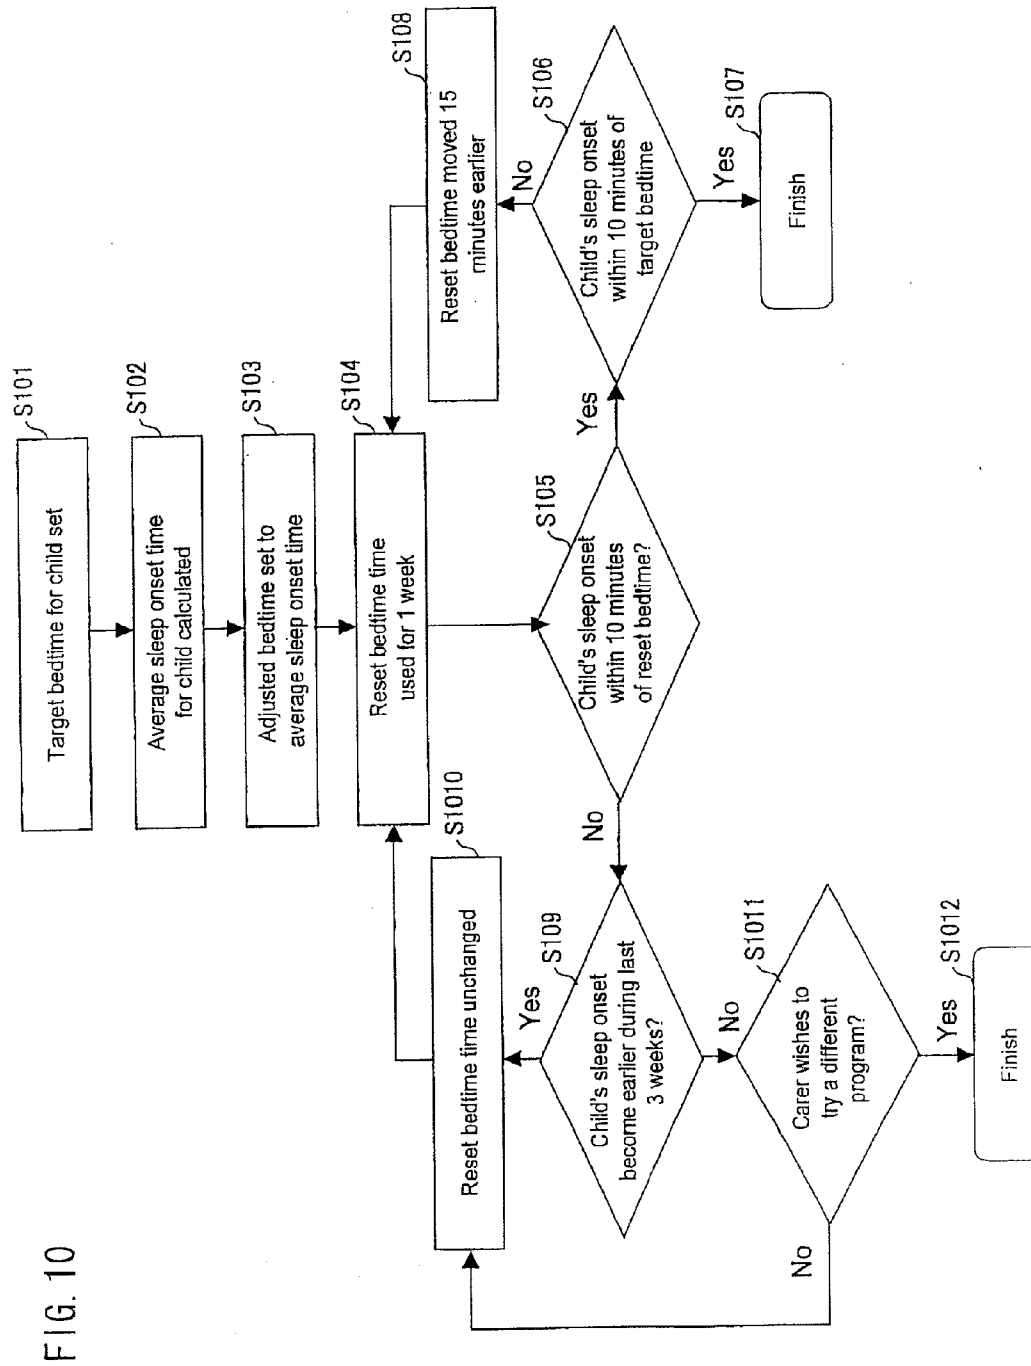 FIG. 10
S101
Target bedtime for child set
S102
Average sleep onset time
for child calculated
S103
Adjusted bedtime set to
average sleep onset time
S104
Reset bedtime time
used for 1 week
S105
Child's sleep onset
within 10 minutes
of reset bedtime?
Yes
No
S106
Child's sleep onset
within 10 minutes of
target bedtime
No
Yes
S107
Finish
S108
Reset bedtime moved 15
minutes earlier
S109
Child's sleep onset
become earlier during last
3 weeks?
Yes
No
S1010
Reset bedtime time unchanged
S1011
Carer wishes to
try a different
program?
No
Yes
S1012
Finish